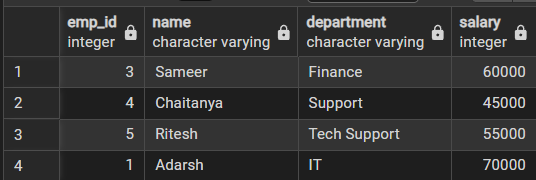 emp_id name department salary
integer character varying character varying integer
1 3 Sameer Finance 60000
2 4 Chaitanya Support 45000
3 5 Ritesh Tech Support 55000
4 1 Adarsh IT 70000